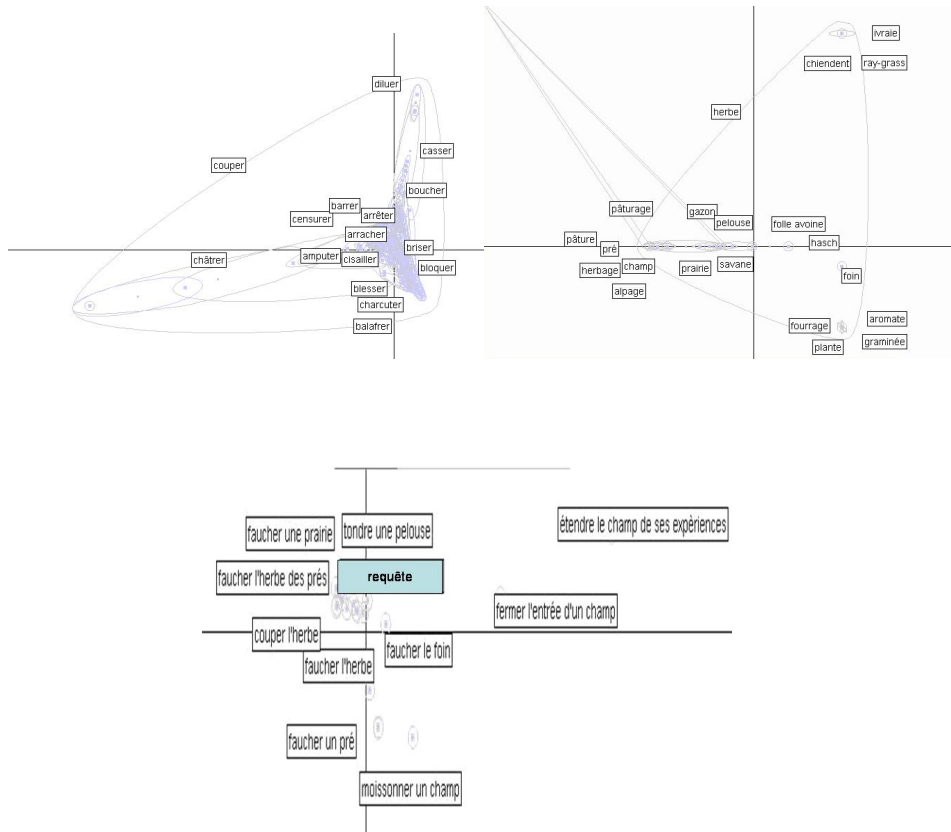 diluer
couper
casser
boucher
barrer
censurer
arrêter
arracher
briser
châtrer
amputer
cisailler
bloquer
blesser
charcuter
balafrer
ivraie
chiendent
ray-grass
herbe
pâturage
gazon
pelouse
folle avoine
pâture
pré
hasch
herbage
champ
prairie
savane
foin
alpage
fourrage
aromate
plante
graminée
faucher une prairie
tondre une pelouse
étendre le champ de ses expèriences
faucher l'herbe des prés
requête
fermer l'entrée d'un champ
couper l'herbe
faucher le foin
faucher l'herbe
faucher un pré
moissonner un champ